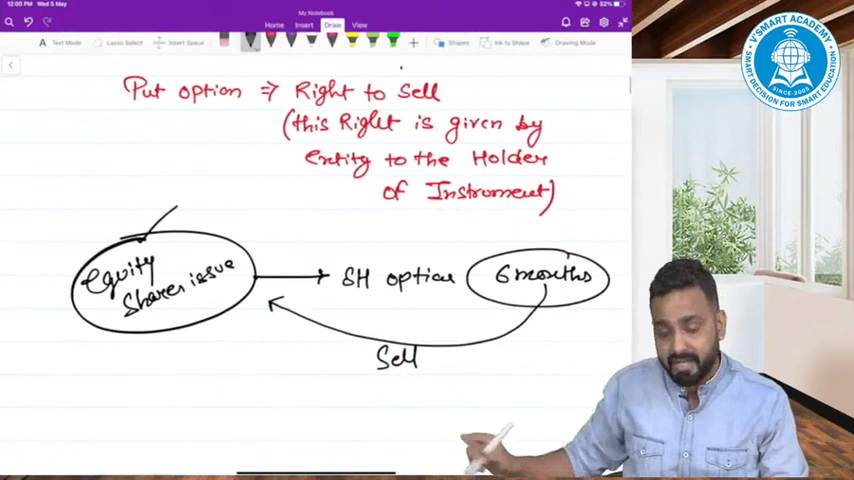 12:00 PM Wed 5 May
My Notebook
52%
Home Insert Draw View
Text Mode Lasso Select Insert Space Shapes Ink to Shape Drawing Mode
Put option ⇒ Right to Sell
(this Right is given by
entity to the Holder
of Instrument)
equity
Shares issue
SH option
6 months
Sell
V'SMART ACADEMY
SINCE-2005
SMART DECISION FOR SMART EDUCATION